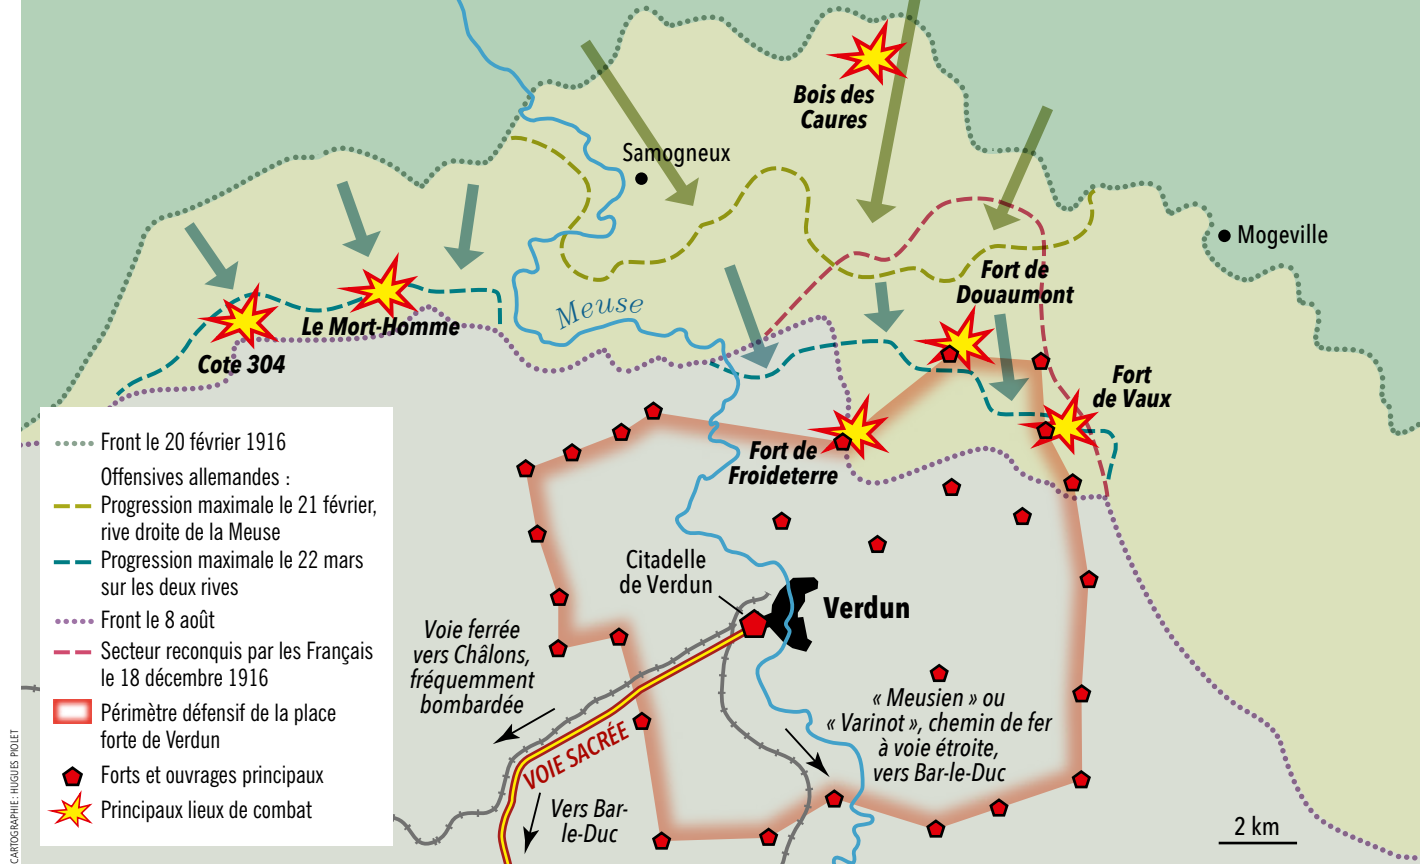 Bois des
Caures
Samogneux
Mogeville
Fort de
Douaumont
Meuse
Le Mort-Homme
Cote 304
Fort
de Vaux
Fort de
Froideterre
Front le 20 février 1916
Offensives allemandes :
Progression maximale le 21 février,
rive droite de la Meuse
Progression maximale le 22 mars
sur les deux rives
Front le 8 août
Secteur reconquis par les Français
le 18 décembre 1916
Périmètre défensif de la place
forte de Verdun
Forts et ouvrages principaux
Principaux lieux de combat
Citadelle
de Verdun
Verdun
Voie ferrée
vers Châlons,
fréquemment
bombardée
VOIE SACRÉE
Vers Bar-
le-Duc
« Meusien » ou
« Varinot », chemin de fer
à voie étroite,
vers Bar-le-Duc
2 km
CARTOGRAPHIE : HUGUES PIOLET